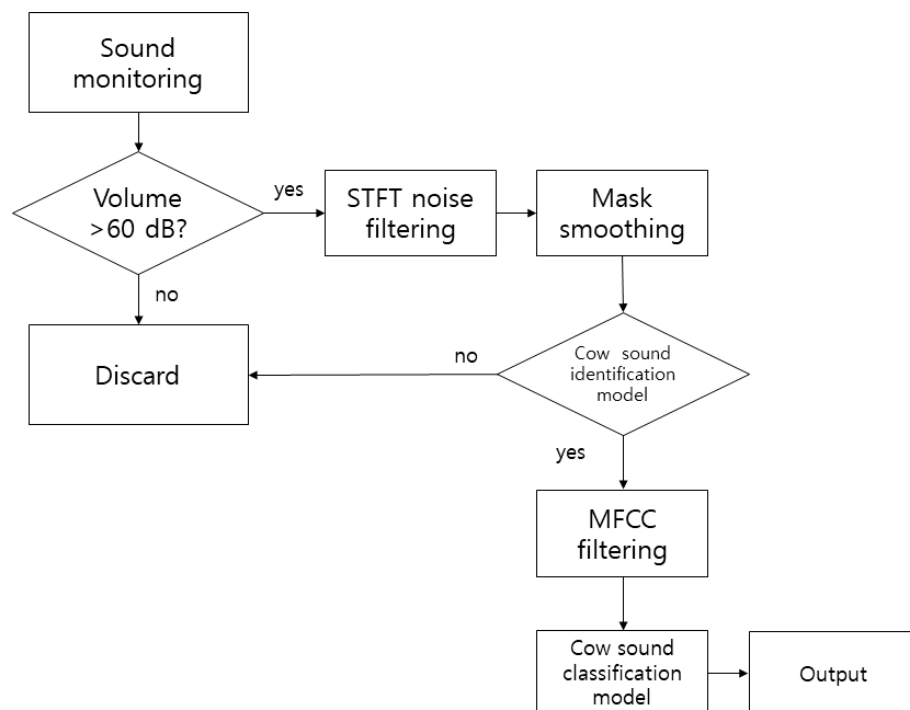 Sound
monitoring
Volume
>60 dB?
yes
STFT noise
filtering
Mask
smoothing
no
Discard
no
Cow sound
identification
model
yes
MFCC
filtering
Cow sound
classification
model
Output